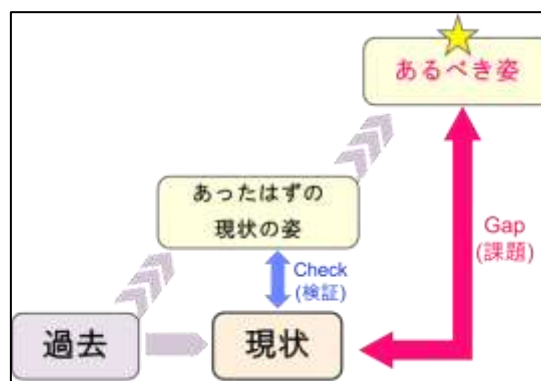 あるべき姿
あったはずの
現状の姿
Gap
(課題)
Check
(検証)
過去
現状